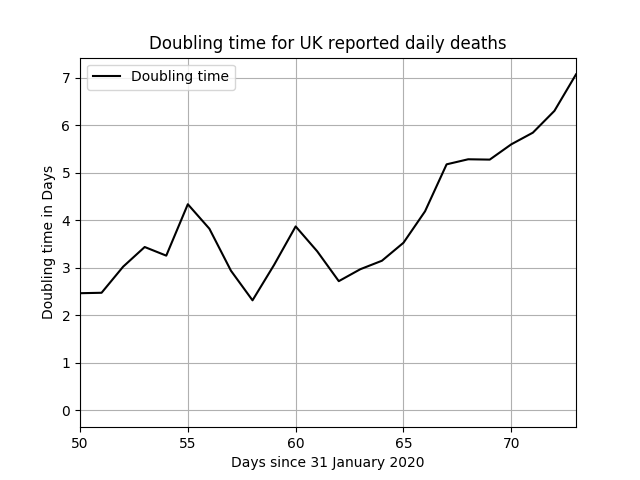 Doubling time for UK reported daily deaths
Doubling time
7
6
5
4
3
2
1
0
Doubling time in Days
50 55 60 65 70
Days since 31 January 2020